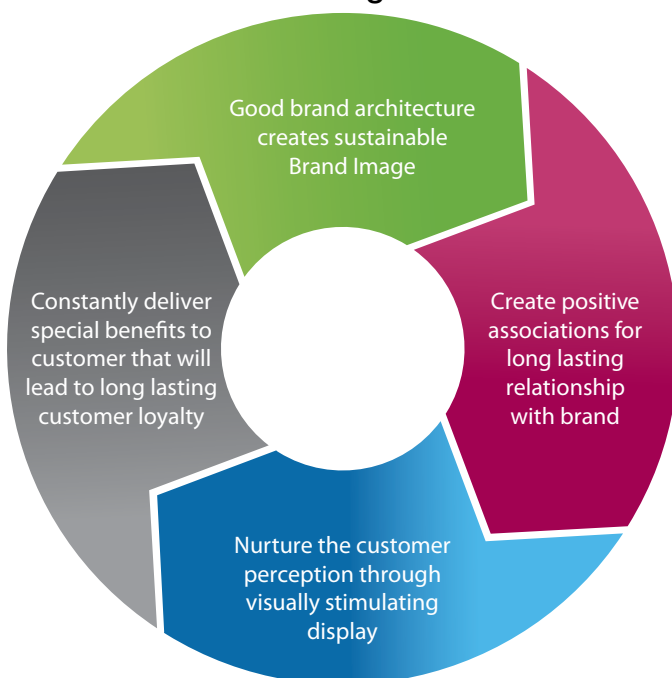 Good brand architecture
creates sustainable
Brand Image
Create positive
associations for
long lasting
relationship
with brand
Nurture the customer
perception through
visually stimulating
display
Constantly deliver
special benefits to
customer that will
lead to long lasting
customer loyalty